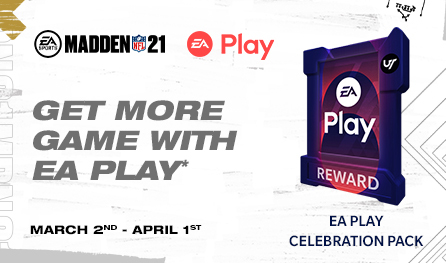 EA SPORTS MADDEN NFL 21 EA Play
GET MORE
GAME WITH
EA PLAY*
MARCH 2ND - APRIL 1ST
UT
EA
Play
REWARD
EA PLAY
CELEBRATION PACK